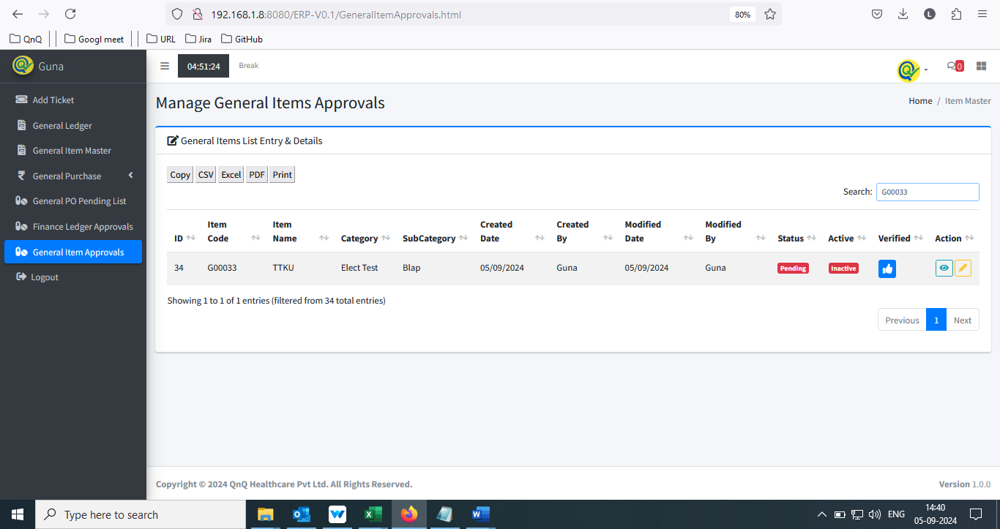 192.168.1.8:8080/ERP-V0.1/GeneralItemApprovals.html
80%
L
QnQ
Googl meet
URL
Jira
GitHub
Guna
04:51:24
Break
0
Add Ticket
General Ledger
General Item Master
General Purchase
General PO Pending List
Finance Ledger Approvals
General Item Approvals
Logout
Manage General Items Approvals
Home / Item Master
General Items List Entry & Details
Copy CSV Excel PDF Print
Search: G00033
ID Item Code Item Name Category SubCategory Created Date Created By Modified Date Modified By Status Active Verified Action
34 G00033 TTKU Elect Test Blap 05/09/2024 Guna 05/09/2024 Guna Pending Inactive
Showing 1 to 1 of 1 entries (filtered from 34 total entries)
Previous 1 Next
Copyright © 2024 QnQ Healthcare Pvt Ltd. All Rights Reserved.
Version 1.0.0
Type here to search
ENG
14:40
05-09-2024